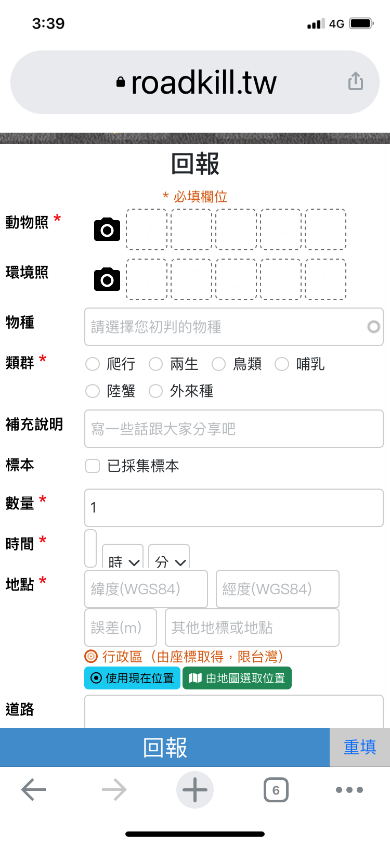 3:39
4G
roadkill.tw
回報
* 必填欄位
動物照 *
環境照
物種
請選擇您初判的物種
類群 *
爬行 兩生 鳥類 哺乳
陸蟹 外來種
補充說明
寫一些話跟大家分享吧
標本
已採集標本
數量 *
1
時間 *
時 分
地點 *
緯度(WGS84) 經度(WGS84)
誤差(m) 其他地標或地點
行政區（由座標取得，限台灣）
使用現在位置 由地圖選取位置
道路
回報 重填
6